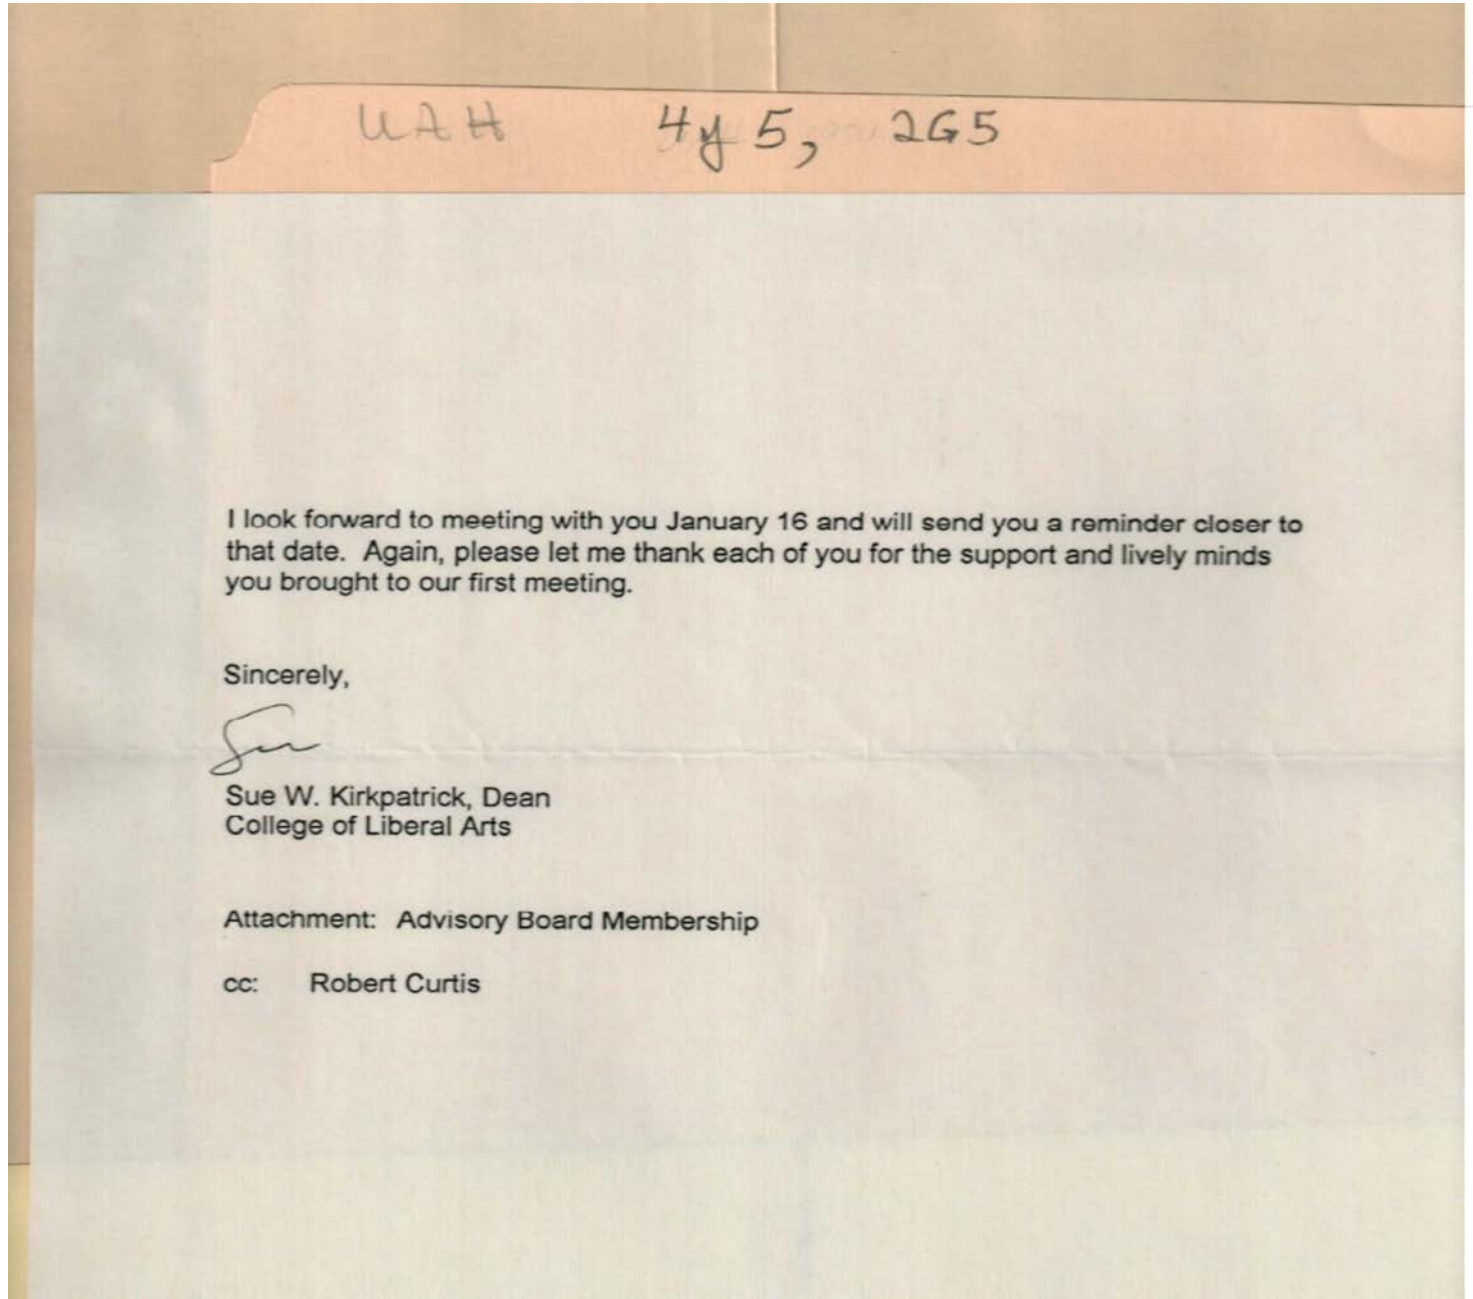 UAH 4y5, 2G5
I look forward to meeting with you January 16 and will send you a reminder closer to
that date. Again, please let me thank each of you for the support and lively minds
you brought to our first meeting.
Sincerely,
Sue
Sue W. Kirkpatrick, Dean
College of Liberal Arts
Attachment: Advisory Board Membership
cc: Robert Curtis